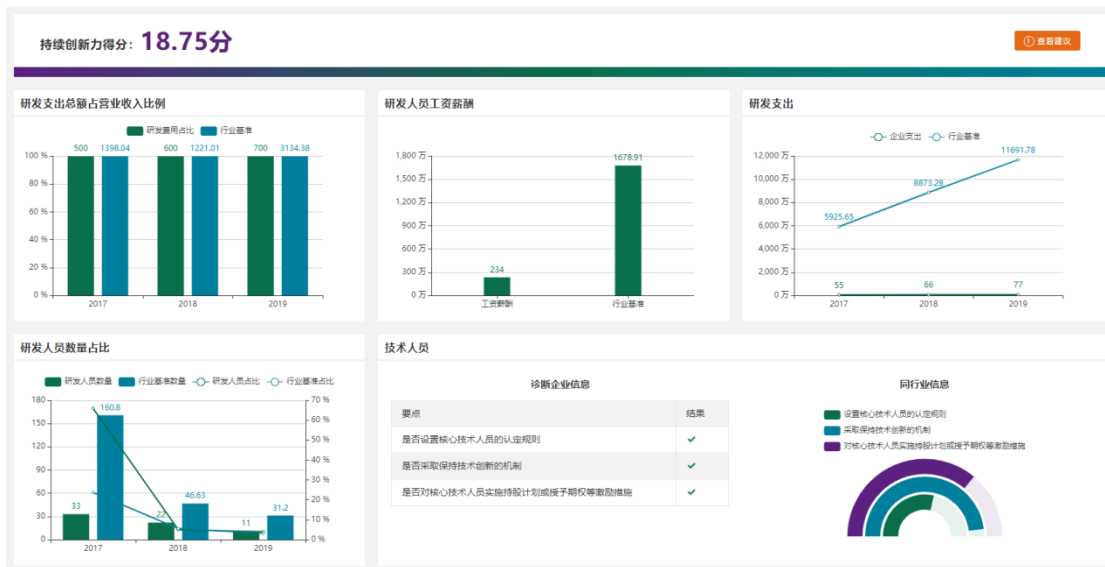 持续创新力得分：18.75分
查看建议
研发支出总额占营业收入比例
研发费用占比 行业基准
500 1398.04 600 1221.01 700 3134.38
100 %
80 %
60 %
40 %
20 %
0 %
2017 2018 2019
研发人员工资薪酬
1,800 万
1,500 万
1,200 万
900 万
600 万
300 万
0 万
234
1678.91
工资薪酬 行业基准
研发支出
企业支出 行业基准
12,000 万
10,000 万
8,000 万
6,000 万
4,000 万
2,000 万
0 万
5925.65
8873.28
11691.78
55 66 77
2017 2018 2019
研发人员数量占比
研发人员数量 行业基准数量 研发人员占比 行业基准占比
180
150
120
90
60
30
0
70 %
60 %
50 %
40 %
30 %
20 %
10 %
0 %
33 160.8 22 46.63 11 31.2
2017 2018 2019
技术人员
诊断企业信息
要点 结果
是否设置核心技术人员的认定规则
是否采取保持技术创新的机制
是否对核心技术人员实施持股计划或授予期权等激励措施
同行业信息
设置核心技术人员的认定规则
采取保持技术创新的机制
对核心技术人员实施持股计划或授予期权等激励措施